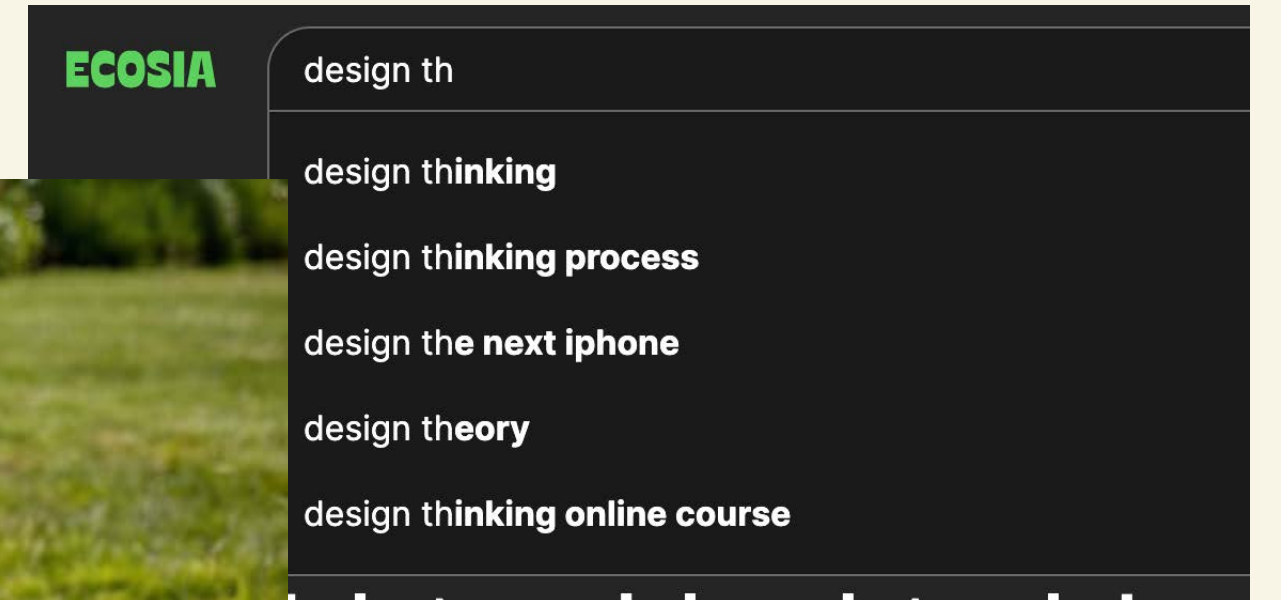 ECOSIA
design th
design thinking
design thinking process
design the next iphone
design theory
design thinking online course